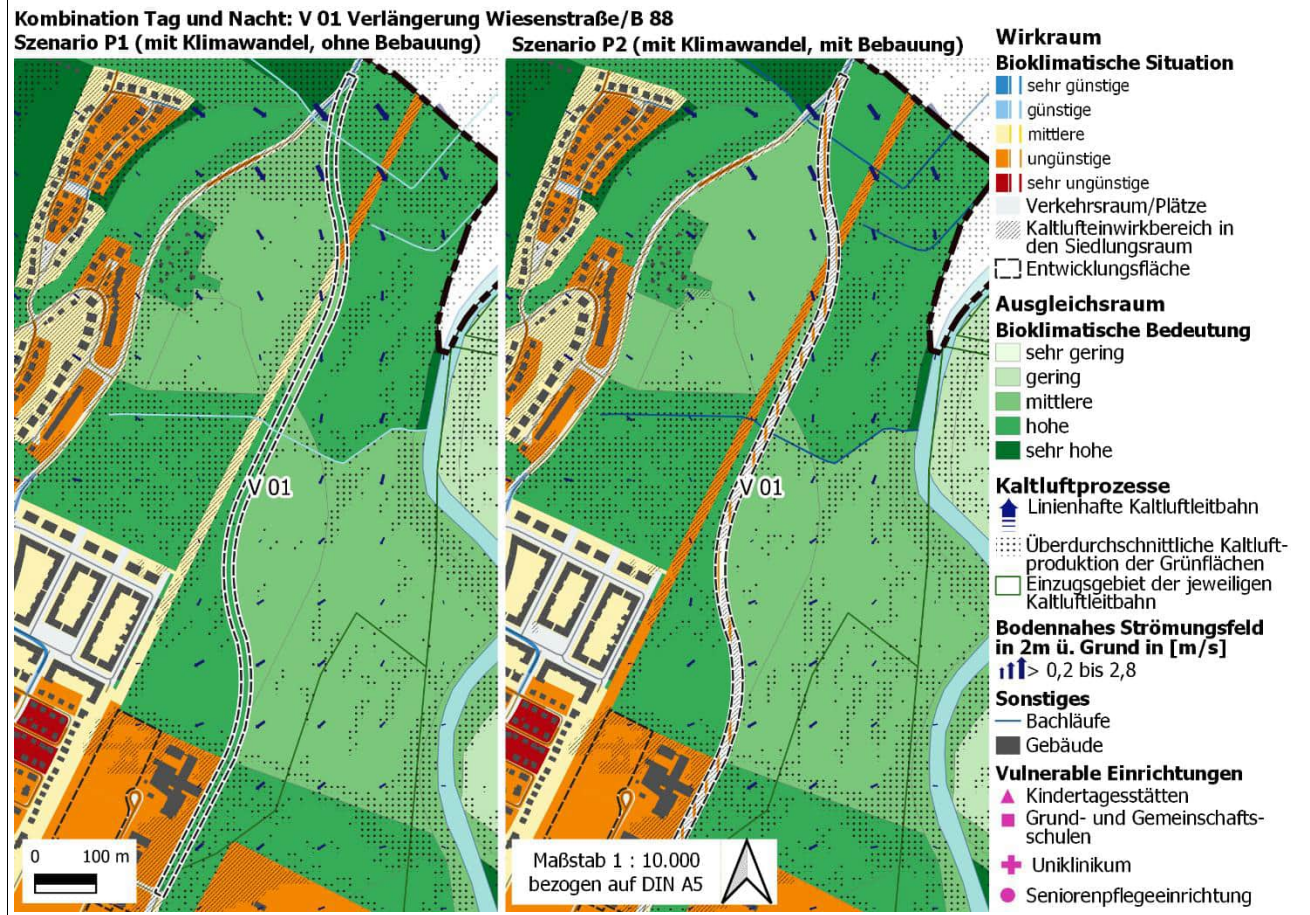 Kombination Tag und Nacht: V 01 Verlängerung Wiesenstraße/B 88
Szenario P1 (mit Klimawandel, ohne Bebauung)
Szenario P2 (mit Klimawandel, mit Bebauung)
V 01
0 100 m
V 01
Maßstab 1 : 10.000
bezogen auf DIN A5
Wirkraum
Bioklimatische Situation
sehr günstige
günstige
mittlere
ungünstige
sehr ungünstige
Verkehrsraum/Plätze
Kaltlufteinwirkbereich in
den Siedlungsraum
Entwicklungsfläche
Ausgleichsraum
Bioklimatische Bedeutung
sehr gering
gering
mittlere
hohe
sehr hohe
Kaltluftprozesse
Linienhafte Kaltluftleitbahn
Überdurchschnittliche Kaltluft-
produktion der Grünflächen
Einzugsgebiet der jeweiligen
Kaltluftleitbahn
Bodennahes Strömungsfeld
in 2m ü. Grund in [m/s]
> 0,2 bis 2,8
Sonstiges
Bachläufe
Gebäude
Vulnerable Einrichtungen
Kindertagesstätten
Grund- und Gemeinschafts-
schulen
Uniklinikum
Seniorenpflegeeinrichtung